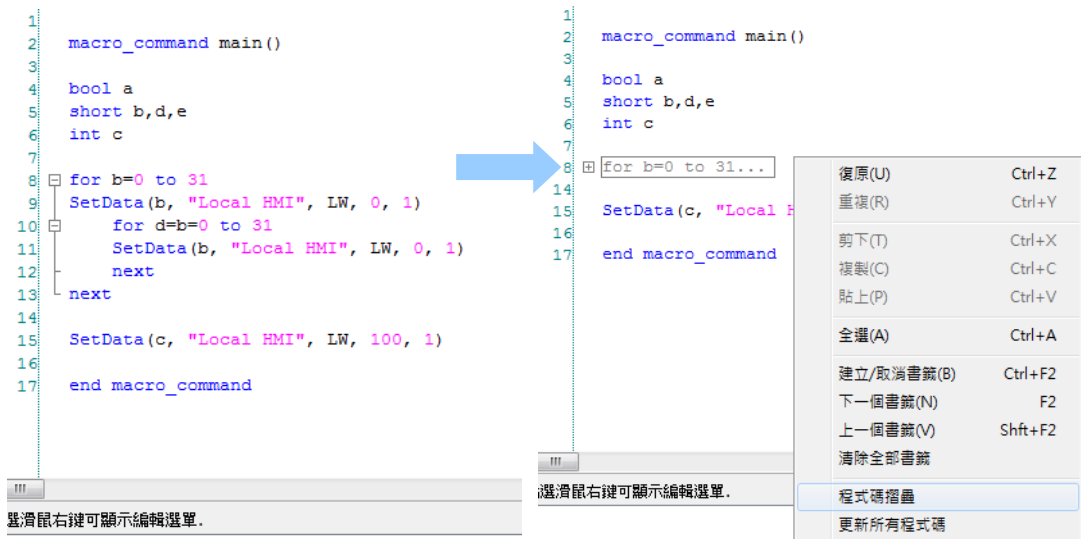 1
2 macro_command main()
3
4 bool a
5 short b,d,e
6 int c
7
8 for b=0 to 31
9 SetData(b, "Local HMI", LW, 0, 1)
10 for d=b=0 to 31
11 SetData(b, "Local HMI", LW, 0, 1)
12 next
13 next
14
15 SetData(c, "Local HMI", LW, 100, 1)
16
17 end macro_command
選滑鼠右鍵可顯示編輯選單.
1
2 macro_command main()
3
4 bool a
5 short b,d,e
6 int c
7
8 for b=0 to 31...
14
15 SetData(c, "Local
16
17 end macro_command
選滑鼠右鍵可顯示編輯選單.
復原(U) Ctrl+Z
重複(R) Ctrl+Y
剪下(T) Ctrl+X
複製(C) Ctrl+C
貼上(P) Ctrl+V
全選(A) Ctrl+A
建立/取消書籤(B) Ctrl+F2
下一個書籤(N) F2
上一個書籤(V) Shft+F2
清除全部書籤
程式碼摺疊
更新所有程式碼